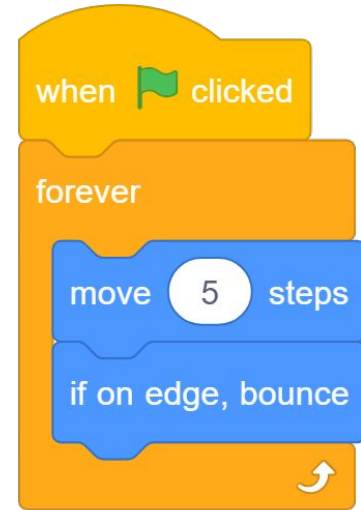 when clicked
forever
move 5 steps
if on edge, bounce